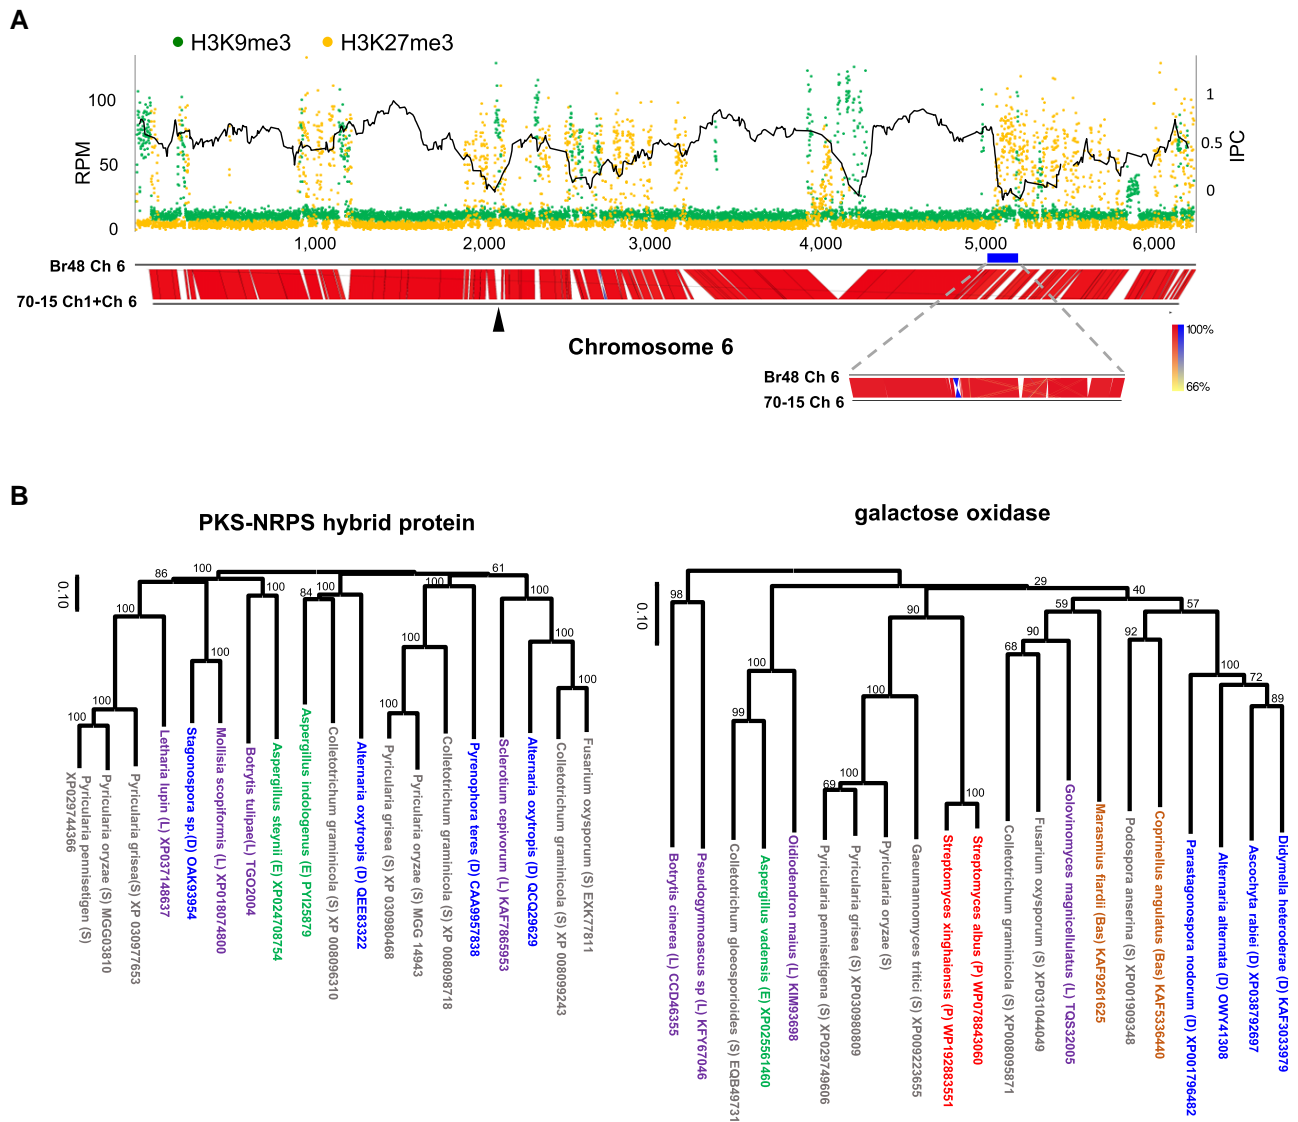 A
H3K9me3
H3K27me3
100
50
0
RPM
1
0.5
0
IPdC
1,000
2,000
3,000
4,000
5,000
6,000
Br48 Ch 6
70-15 Ch1+Ch 6
Chromosome 6
100%
66%
Br48 Ch 6
70-15 Ch 6
B
PKS-NRPS hybrid protein
0.10
86
100
100
100
100
100
100
84
100
100
100
100
61
100
100
100
Pyricularia pennisetigen (S)
XP029744366
Pyricularia oryzae (S) MGG03810
Pyricularia grisea(S) XP 030977653
Letharia lupin (L) XP037148637
Stagonospora sp.(D) OAK93954
Mollisia scopiformis (L) XP018074800
Botrytis tulipae(L) TGO2004
Aspergillus steynii (E) XP024708754
Aspergillus indologenus (E) PYI25879
Colletotrichum graminicola (S) XP 008096310
Alternaria oxytropis (D) QEE83322
Pyricularia grisea (S) XP 030980468
Pyricularia oryzae (S) MGG 14943
Colletotrichum graminicola (S) XP 008098718
Pyrenophora teres (D) CAA9957838
Sclerotium cepivorum (L) KAF7865953
Alternaria oxytropis (D) QCQ29629
Colletotrichum graminicola (S) XP 008099243
Fusarium oxysporum (S) EXK77811
galactose oxidase
0.10
98
100
99
90
100
100
69
100
29
40
59
90
68
92
57
100
72
89
Botrytis cinerea (L) CCD46355
Pseudogymnoascus sp (L) KFY67046
Colletotrichum gloeosporioides (S) EQB49731
Aspergillus vadensis (E) XP025561460
Oidiodendron maius (L) KIM93698
Pyricularia pennisetigena (S) XP029749606
Pyricularia grisea (S) XP030980809
Pyricularia oryzae (S)
Gaeumannomyces tritici (S) XP009223655
Streptomyces xinghaiensis (P) WP192883551
Streptomyces albus (P) WP078843060
Colletotrichum graminicola (S) XP008095871
Fusarium oxysporum (S) XP031044049
Golovinomyces magnicellulatus (L) TQS32005
Marasmius fiardii (Bas) KAF9261625
Podospora anserina (S) XP001909348
Coprinellus angulatus (Bas) KAF5336440
Parastagonospora nodorum (D) XP001796482
Alternaria alternata (D) OWY41308
Ascochyta rabiei (D) XP038792697
Didymella heteroderae (D) KAF3033979